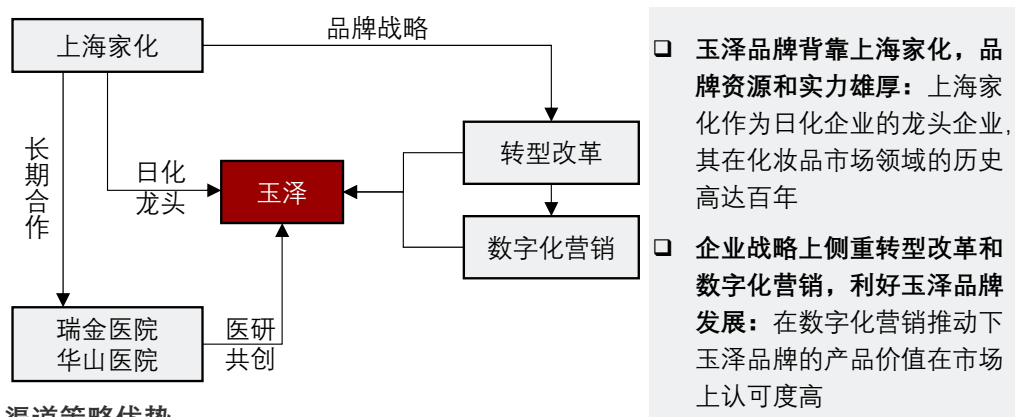 上海家化
品牌战略
长期合作
日化
龙头
玉泽
转型改革
数字化营销
瑞金医院
华山医院
医研
共创
玉泽品牌背靠上海家化，品
牌资源和实力雄厚：上海家
化作为日化企业的龙头企业,
其在化妆品市场领域的历史
高达百年
企业战略上侧重转型改革和
数字化营销，利好玉泽品牌
发展：在数字化营销推动下
玉泽品牌的产品价值在市场
上认可度高
渠道策略优势